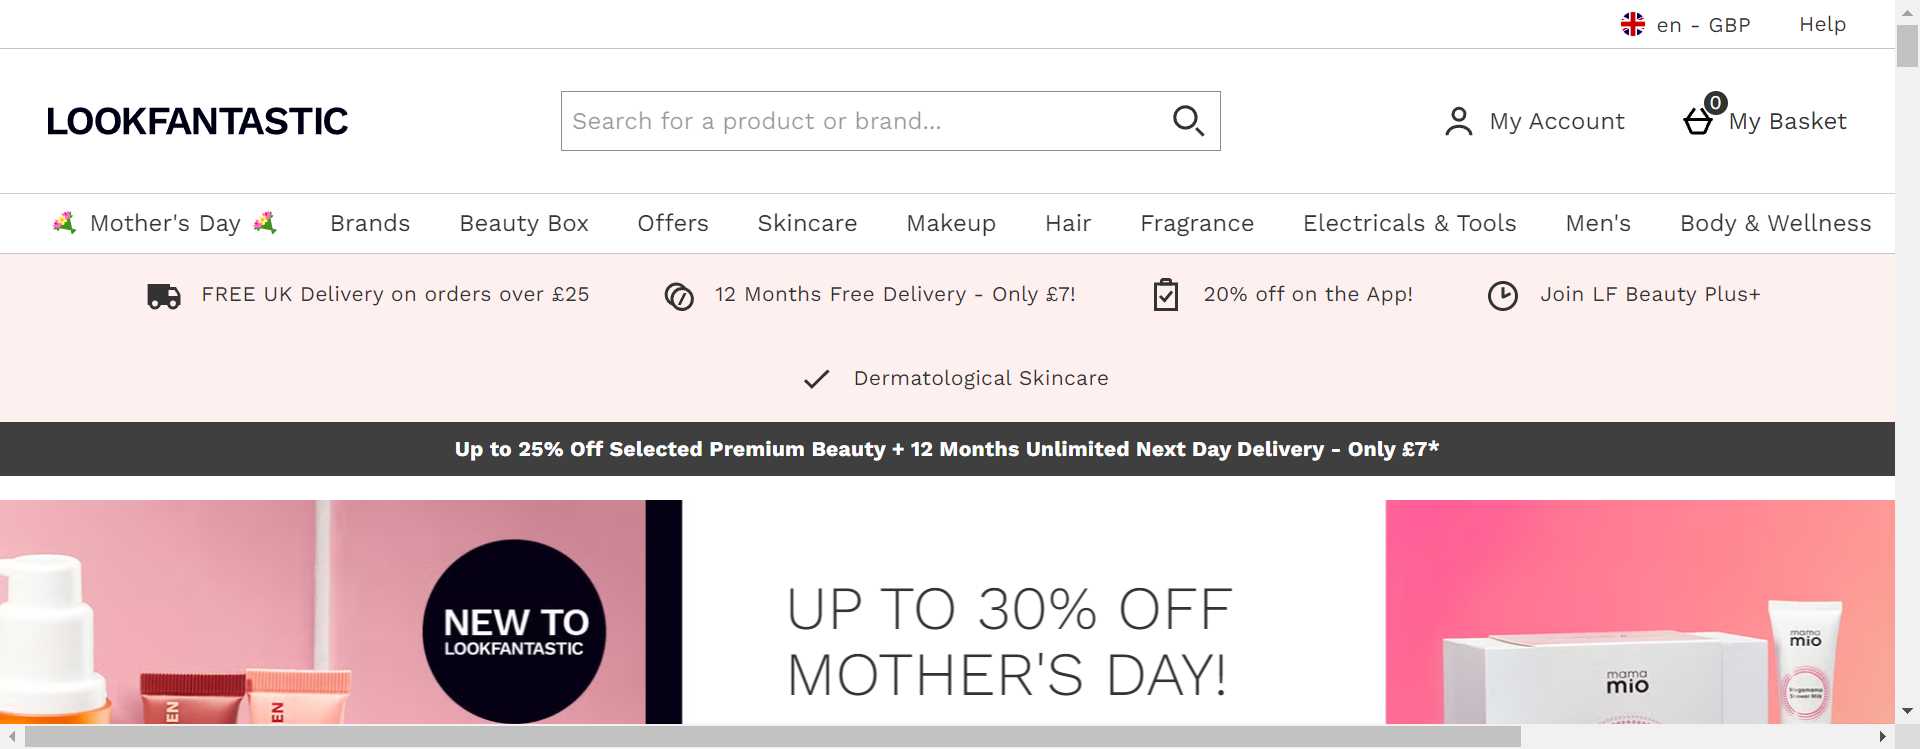 en - GBP
Help
LOOKFANTASTIC
Search for a product or brand...
My Account
0
My Basket
Mother's Day
Brands
Beauty Box
Offers
Skincare
Makeup
Hair
Fragrance
Electricals & Tools
Men's
Body & Wellness
FREE UK Delivery on orders over £25
12 Months Free Delivery - Only £7!
20% off on the App!
Join LF Beauty Plus+
Dermatological Skincare
Up to 25% Off Selected Premium Beauty + 12 Months Unlimited Next Day Delivery - Only £7*
NEW TO
LOOKFANTASTIC
EN
EN
UP TO 30% OFF
MOTHER'S DAY!
mama
mio
mama
mio